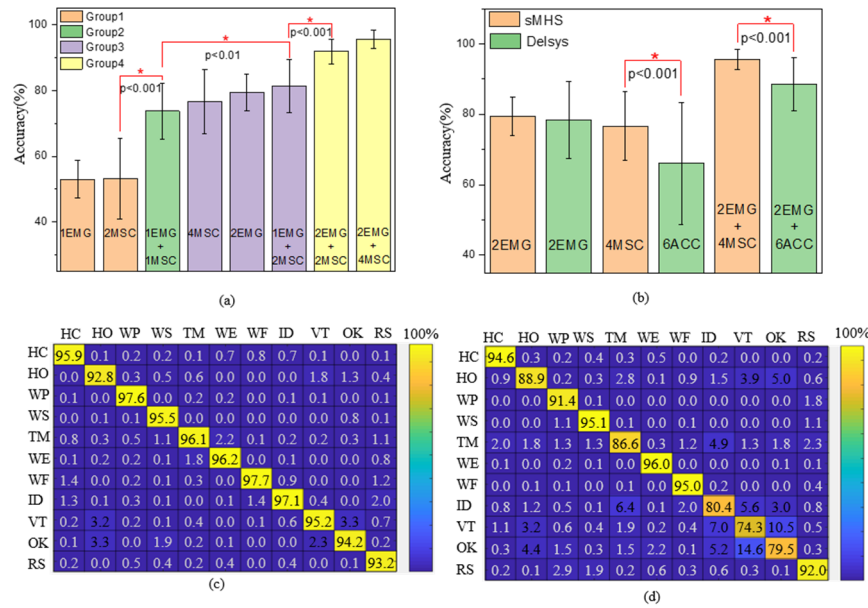 Group1
Group2
Group3
Group4
*
p<0.001
*
p<0.01
*
p<0.001
Accuracy(%)
100
80
60
40
1EMG
2MSC
1EMG
+
1MSC
4MSC
2EMG
1EMG
+
2MSC
2EMG
+
2MSC
2EMG
+
4MSC
(a)
sMHS
Delsys
*
p<0.001
*
p<0.001
Accuracy(%)
100
80
60
40
2EMG
2EMG
4MSC
6ACC
2EMG
+
4MSC
2EMG
+
6ACC
(b)
HC HO WP WS TM WE WF ID VT OK RS
HC 95.9 0.1 0.2 0.2 0.1 0.7 0.8 0.7 0.1 0.0 0.1
HO 0.0 92.8 0.3 0.5 0.6 0.0 0.0 0.0 1.8 1.3 0.4
WP 0.1 0.0 97.6 0.0 0.2 0.2 0.0 0.1 0.0 0.0 0.1
WS 0.0 0.1 0.1 95.5 0.0 0.0 0.0 0.0 0.0 0.8 0.1
TM 0.8 0.3 0.5 1.1 96.1 2.2 0.1 0.2 0.2 0.3 1.1
WE 0.1 0.0 0.0 0.1 1.8 96.2 0.0 0.1 0.0 0.0 0.8
WF 1.4 0.0 0.2 0.0 0.0 0.0 97.7 0.9 0.0 0.0 1.2
ID 1.3 0.1 0.3 0.1 0.0 0.1 1.4 97.1 0.4 0.0 2.0
VT 0.2 3.2 0.2 0.1 0.4 0.0 0.1 0.6 95.2 3.3 0.7
OK 0.1 3.3 0.0 1.9 0.2 0.1 0.0 0.0 2.3 94.2 0.2
RS 0.2 0.0 0.5 0.4 0.2 0.4 0.0 0.4 0.0 0.0 93.2
100%
0%
(c)
HC HO WP WS TM WE WF ID VT OK RS
HC 94.6 0.3 0.2 0.4 0.3 0.5 0.0 0.2 0.0 0.0 0.2
HO 0.9 88.9 0.2 0.3 2.8 0.1 0.9 1.5 3.9 5.0 0.6
WP 0.0 0.0 91.4 0.0 0.0 0.0 0.0 0.0 0.0 0.0 1.8
WS 0.0 0.0 1.1 95.1 0.1 0.0 0.0 0.0 0.0 0.0 1.1
TM 2.0 1.8 1.3 1.3 86.6 0.3 1.2 4.9 1.3 1.8 2.3
WE 0.1 0.0 0.2 0.0 0.0 96.0 0.0 0.0 0.0 0.0 0.1
WF 0.1 0.0 0.0 0.1 0.0 0.0 95.0 0.2 0.0 0.0 0.4
ID 0.8 1.2 0.5 0.1 6.4 0.1 2.0 80.4 5.6 3.0 0.8
VT 1.1 3.2 0.6 0.4 1.9 0.2 0.4 7.0 74.3 10.5 0.5
OK 0.3 4.4 1.5 0.3 1.5 2.2 0.1 5.2 14.6 79.5 0.3
RS 0.2 0.1 2.9 1.9 0.2 0.6 0.3 0.6 0.3 0.1 92.0
100%
0%
(d)